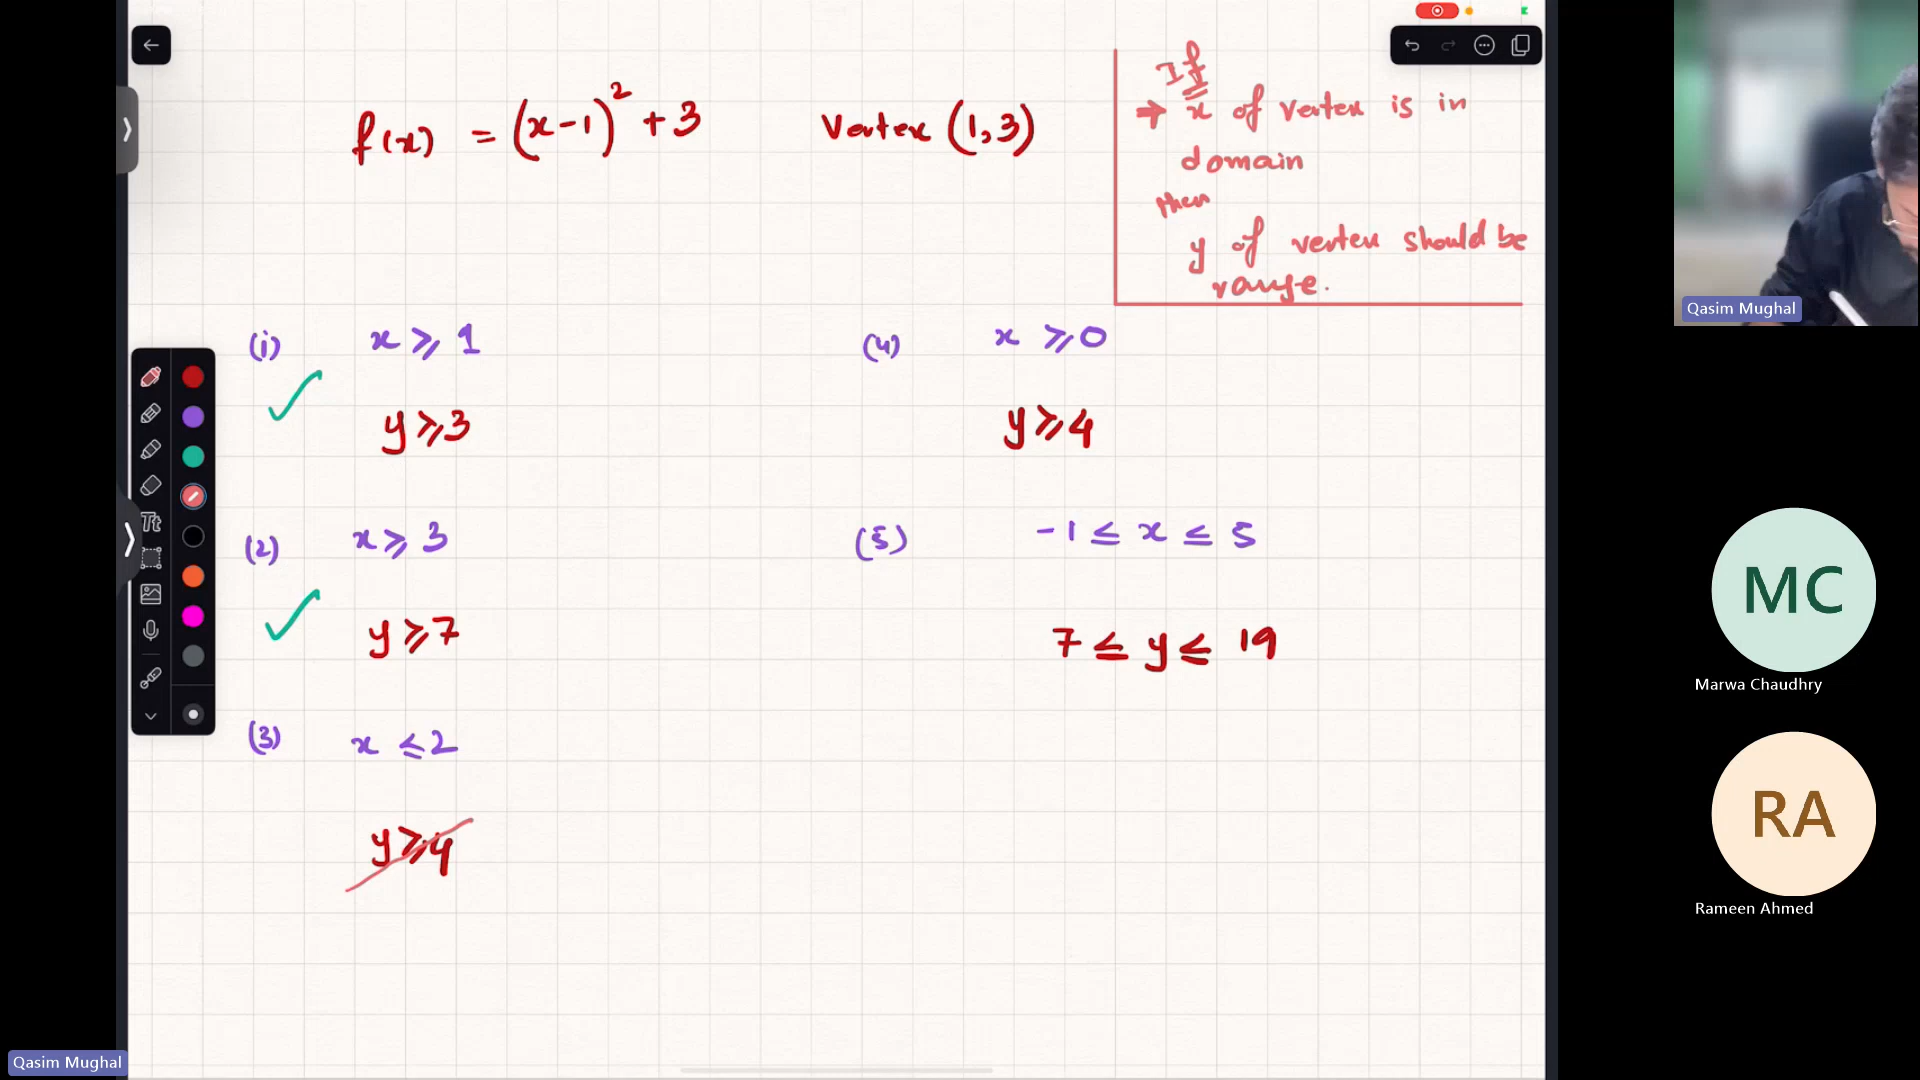 f(x) = (x-1)² + 3
Vertex (1,3)
If
→ x of vertex is in
domain
then
y of vertex should be
range.
(i) x ⩾ 1
y ⩾ 3
(2) x ⩾ 3
y ⩾ 7
(3) x ≤ 2
y ⩾ 4
(4) x ⩾ 0
y ⩾ 4
(5) -1 ≤ x ≤ 5
7 ≤ y ≤ 19
Tt
Qasim Mughal
MC
Marwa Chaudhry
RA
Rameen Ahmed
Qasim Mughal